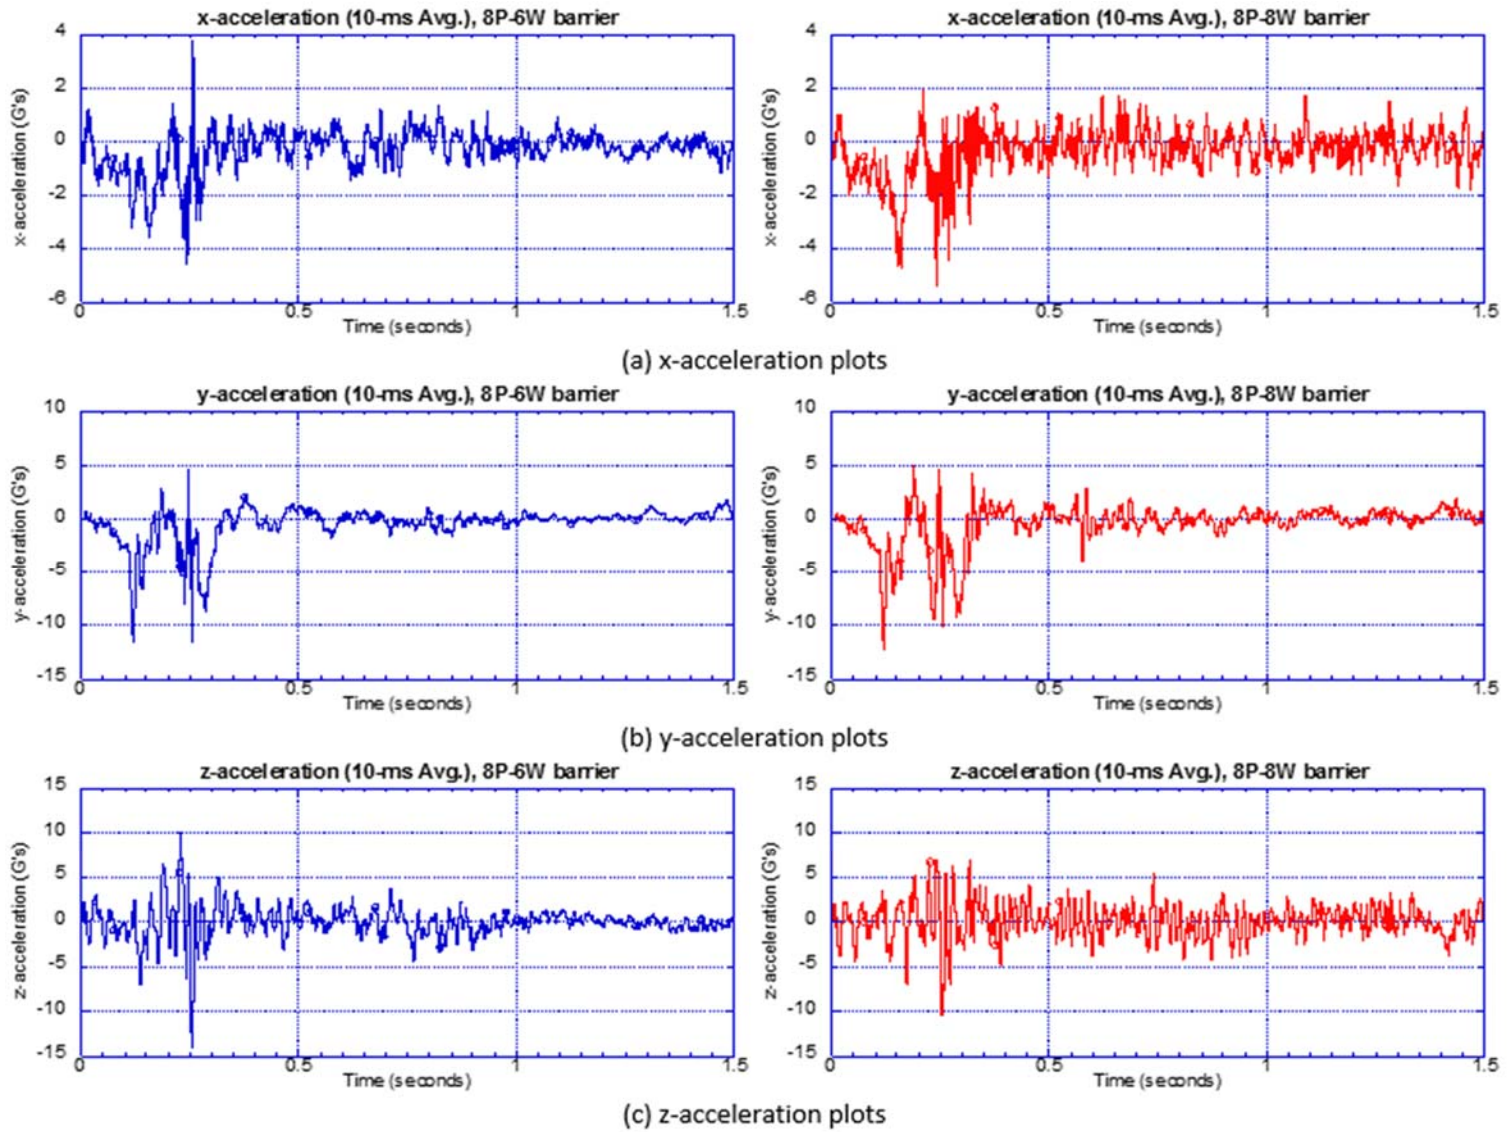 x-acceleration (10-ms Avg.), 8P-6W barrier
4
2
0
-2
-4
-6
x-acceleration (G's)
0 0.5 1 1.5
Time (seconds)
x-acceleration (10-ms Avg.), 8P-8W barrier
4
2
0
-2
-4
-6
x-acceleration (G's)
0 0.5 1 1.5
Time (seconds)
(a) x-acceleration plots
y-acceleration (10-ms Avg.), 8P-6W barrier
10
5
0
-5
-10
-15
y-acceleration (G's)
0 0.5 1 1.5
Time (seconds)
y-acceleration (10-ms Avg.), 8P-8W barrier
10
5
0
-5
-10
-15
y-acceleration (G's)
0 0.5 1 1.5
Time (seconds)
(b) y-acceleration plots
z-acceleration (10-ms Avg.), 8P-6W barrier
15
10
5
0
-5
-10
-15
z-acceleration (G's)
0 0.5 1 1.5
Time (seconds)
z-acceleration (10-ms Avg.), 8P-8W barrier
15
10
5
0
-5
-10
-15
z-acceleration (G's)
0 0.5 1 1.5
Time (seconds)
(c) z-acceleration plots